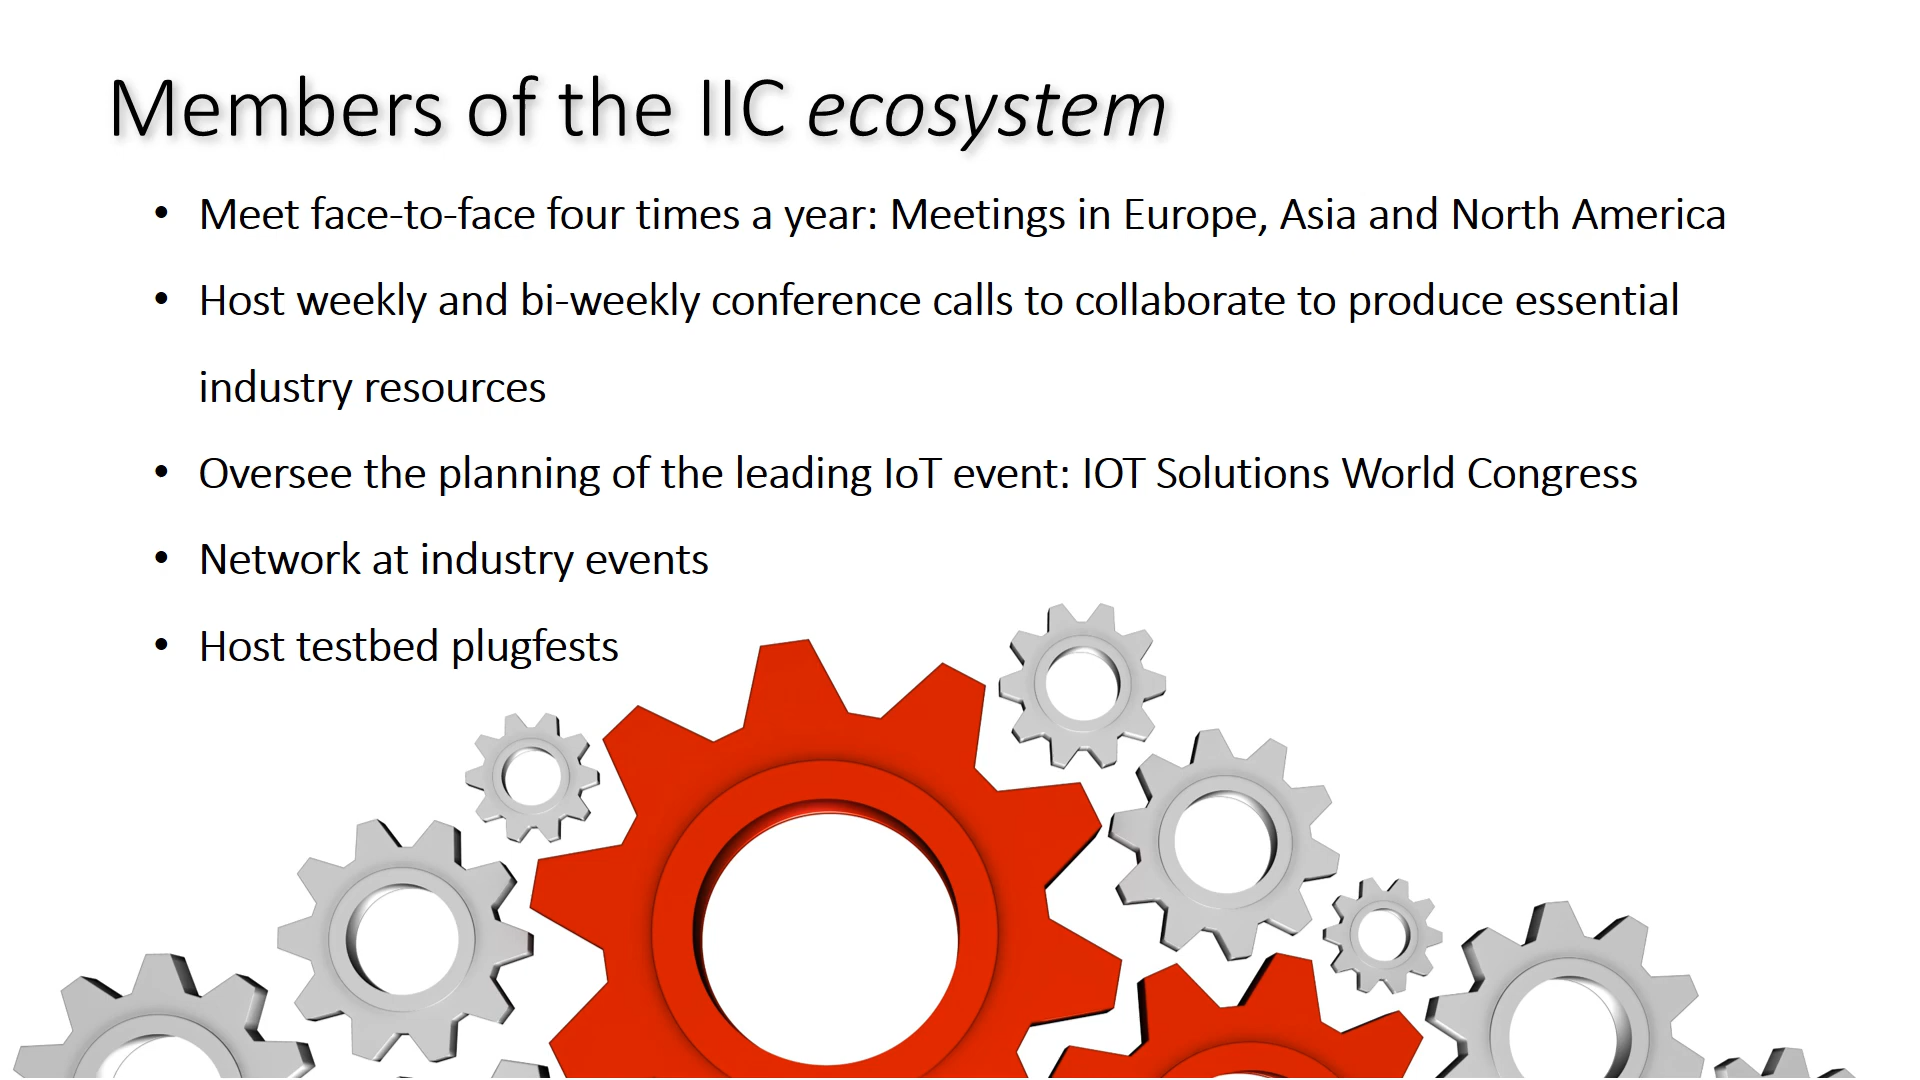 Members of the IIC ecosystem
• Meet face-to-face four times a year: Meetings in Europe, Asia and North America
• Host weekly and bi-weekly conference calls to collaborate to produce essential
industry resources
• Oversee the planning of the leading IoT event: IOT Solutions World Congress
• Network at industry events
• Host testbed plugfests